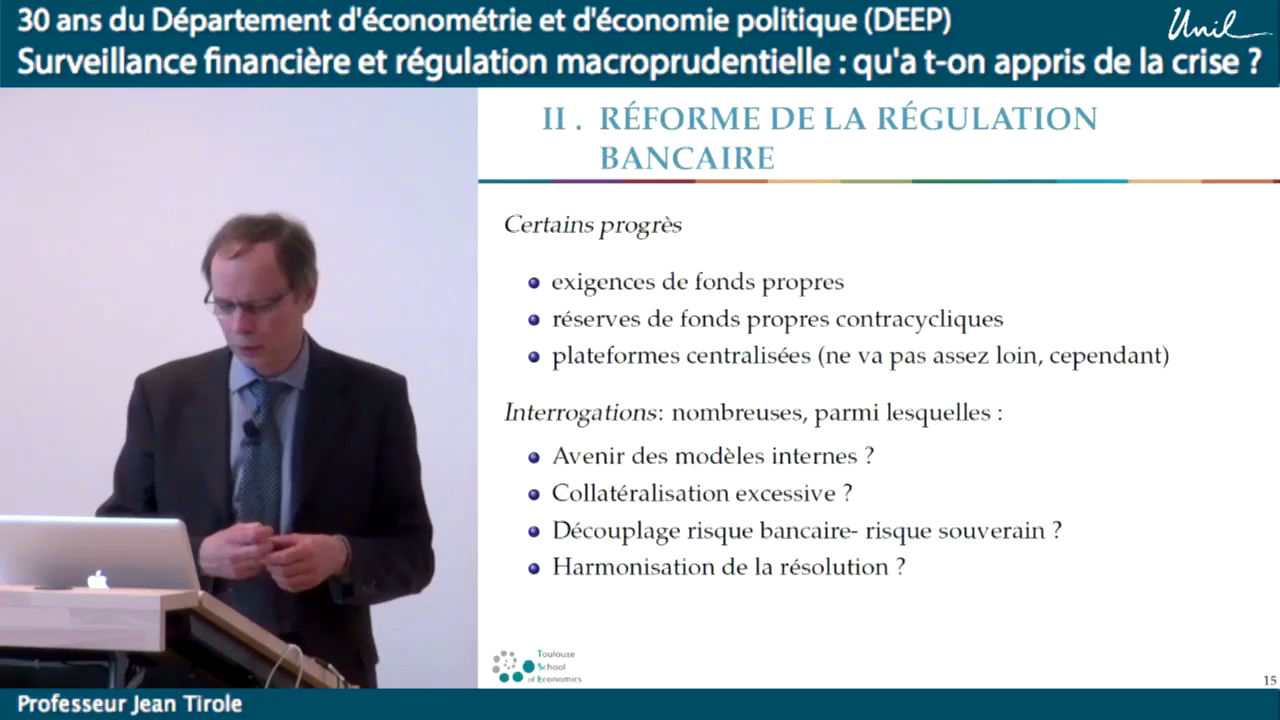 30 ans du Département d'économétrie et d'économie politique (DEEP)
Unil
Surveillance financière et régulation macroprudentielle : qu'a t-on appris de la crise ?
II . RÉFORME DE LA RÉGULATION
BANCAIRE
Certains progrès
exigences de fonds propres
réserves de fonds propres contracycliques
plateformes centralisées (ne va pas assez loin, cependant)
Interrogations: nombreuses, parmi lesquelles :
Avenir des modèles internes ?
Collatéralisation excessive ?
Découplage risque bancaire- risque souverain ?
Harmonisation de la résolution ?
Toulouse
School
of Economics
15
Professeur Jean Tirole